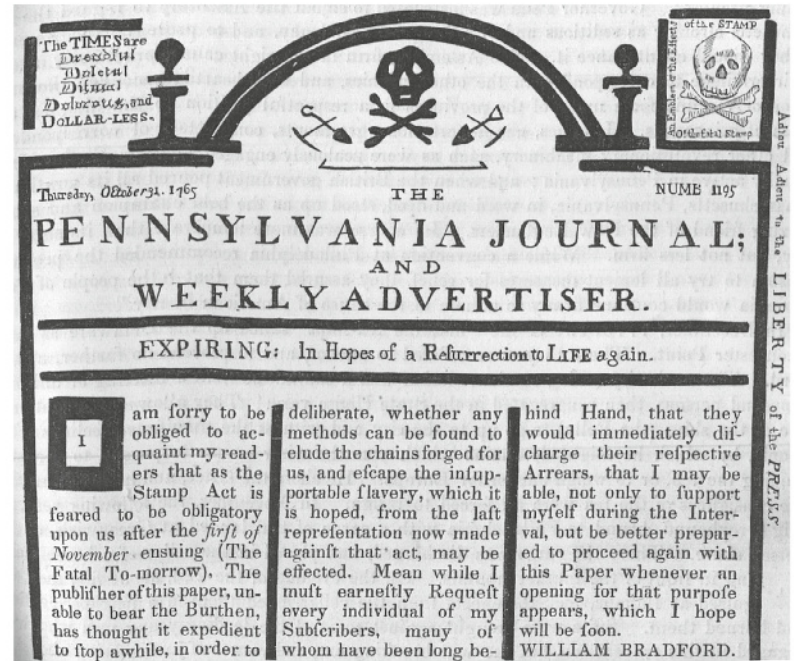 The TIMES are
Dreadful
Doletul
Dismal
Dolorous, and
DOLLAR-LESS.
An Emblem of the Effects
of the STAMP
O! the fatal Stamp
Adieu Adieu to the LIBERTY of the PRESS.
Thursday, October 31. 1765
THE
NUMB 1195
PENNSYLVANIA JOURNAL;
AND
WEEKLY ADVERTISER.
EXPIRING: In Hopes of a Resurrection to LIFE again.
I am ſorry to be
obliged to ac-
quaint my read-
ers that as the
Stamp Act is
feared to be obligatory
upon us after the firſt of
November ensuing (The
Fatal To-morrow), The
publiſher of this paper, un-
able to bear the Burthen,
has thought it expedient
to ſtop awhile, in order to
deliberate, whether any
methods can be found to
elude the chains forged for
us, and eſcape the inſup-
portable ſlavery, which it
is hoped, from the laſt
repreſentation now made
againſt that act, may be
effected. Mean while I
muſt earneſtly Requeſt
every individual of my
Subſcribers, many of
whom have been long be-
hind Hand, that they
would immediately diſ-
charge their reſpective
Arrears, that I may be
able, not only to ſupport
myſelf during the Inter-
val, but be better prepar-
ed to proceed again with
this Paper whenever an
opening for that purpoſe
appears, which I hope
will be ſoon.
WILLIAM BRADFORD.